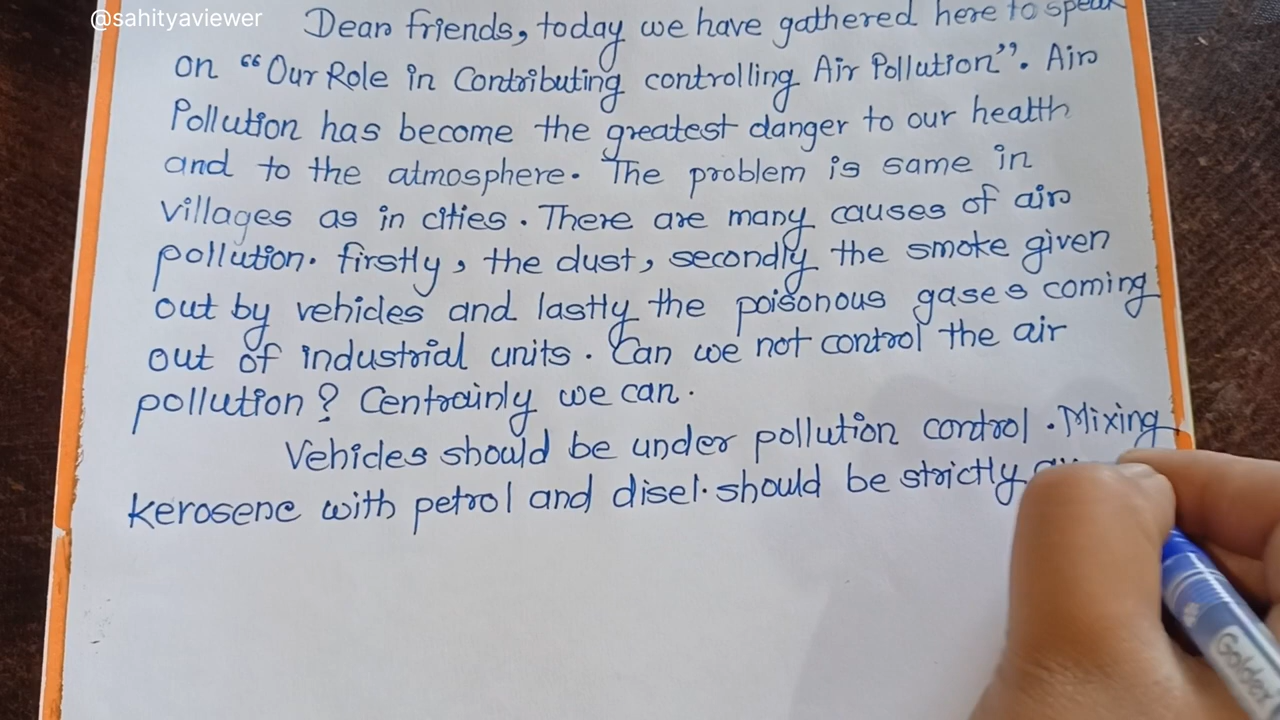 @sahityaviewer
Dear friends, today we have gathered here to speak
on “Our Role in Contributing controlling Air Pollution”. Air
Pollution has become the greatest danger to our health
and to the atmosphere. The problem is same in
villages as in cities. There are many causes of air
pollution. firstly, the dust, secondly the smoke given
out by vehicles and lastly the poisonous gases coming
out of industrial units. Can we not control the air
pollution? Centrainly we can.
Vehicles should be under pollution control. Mixing
kerosene with petrol and disel. should be strictly
Goldex